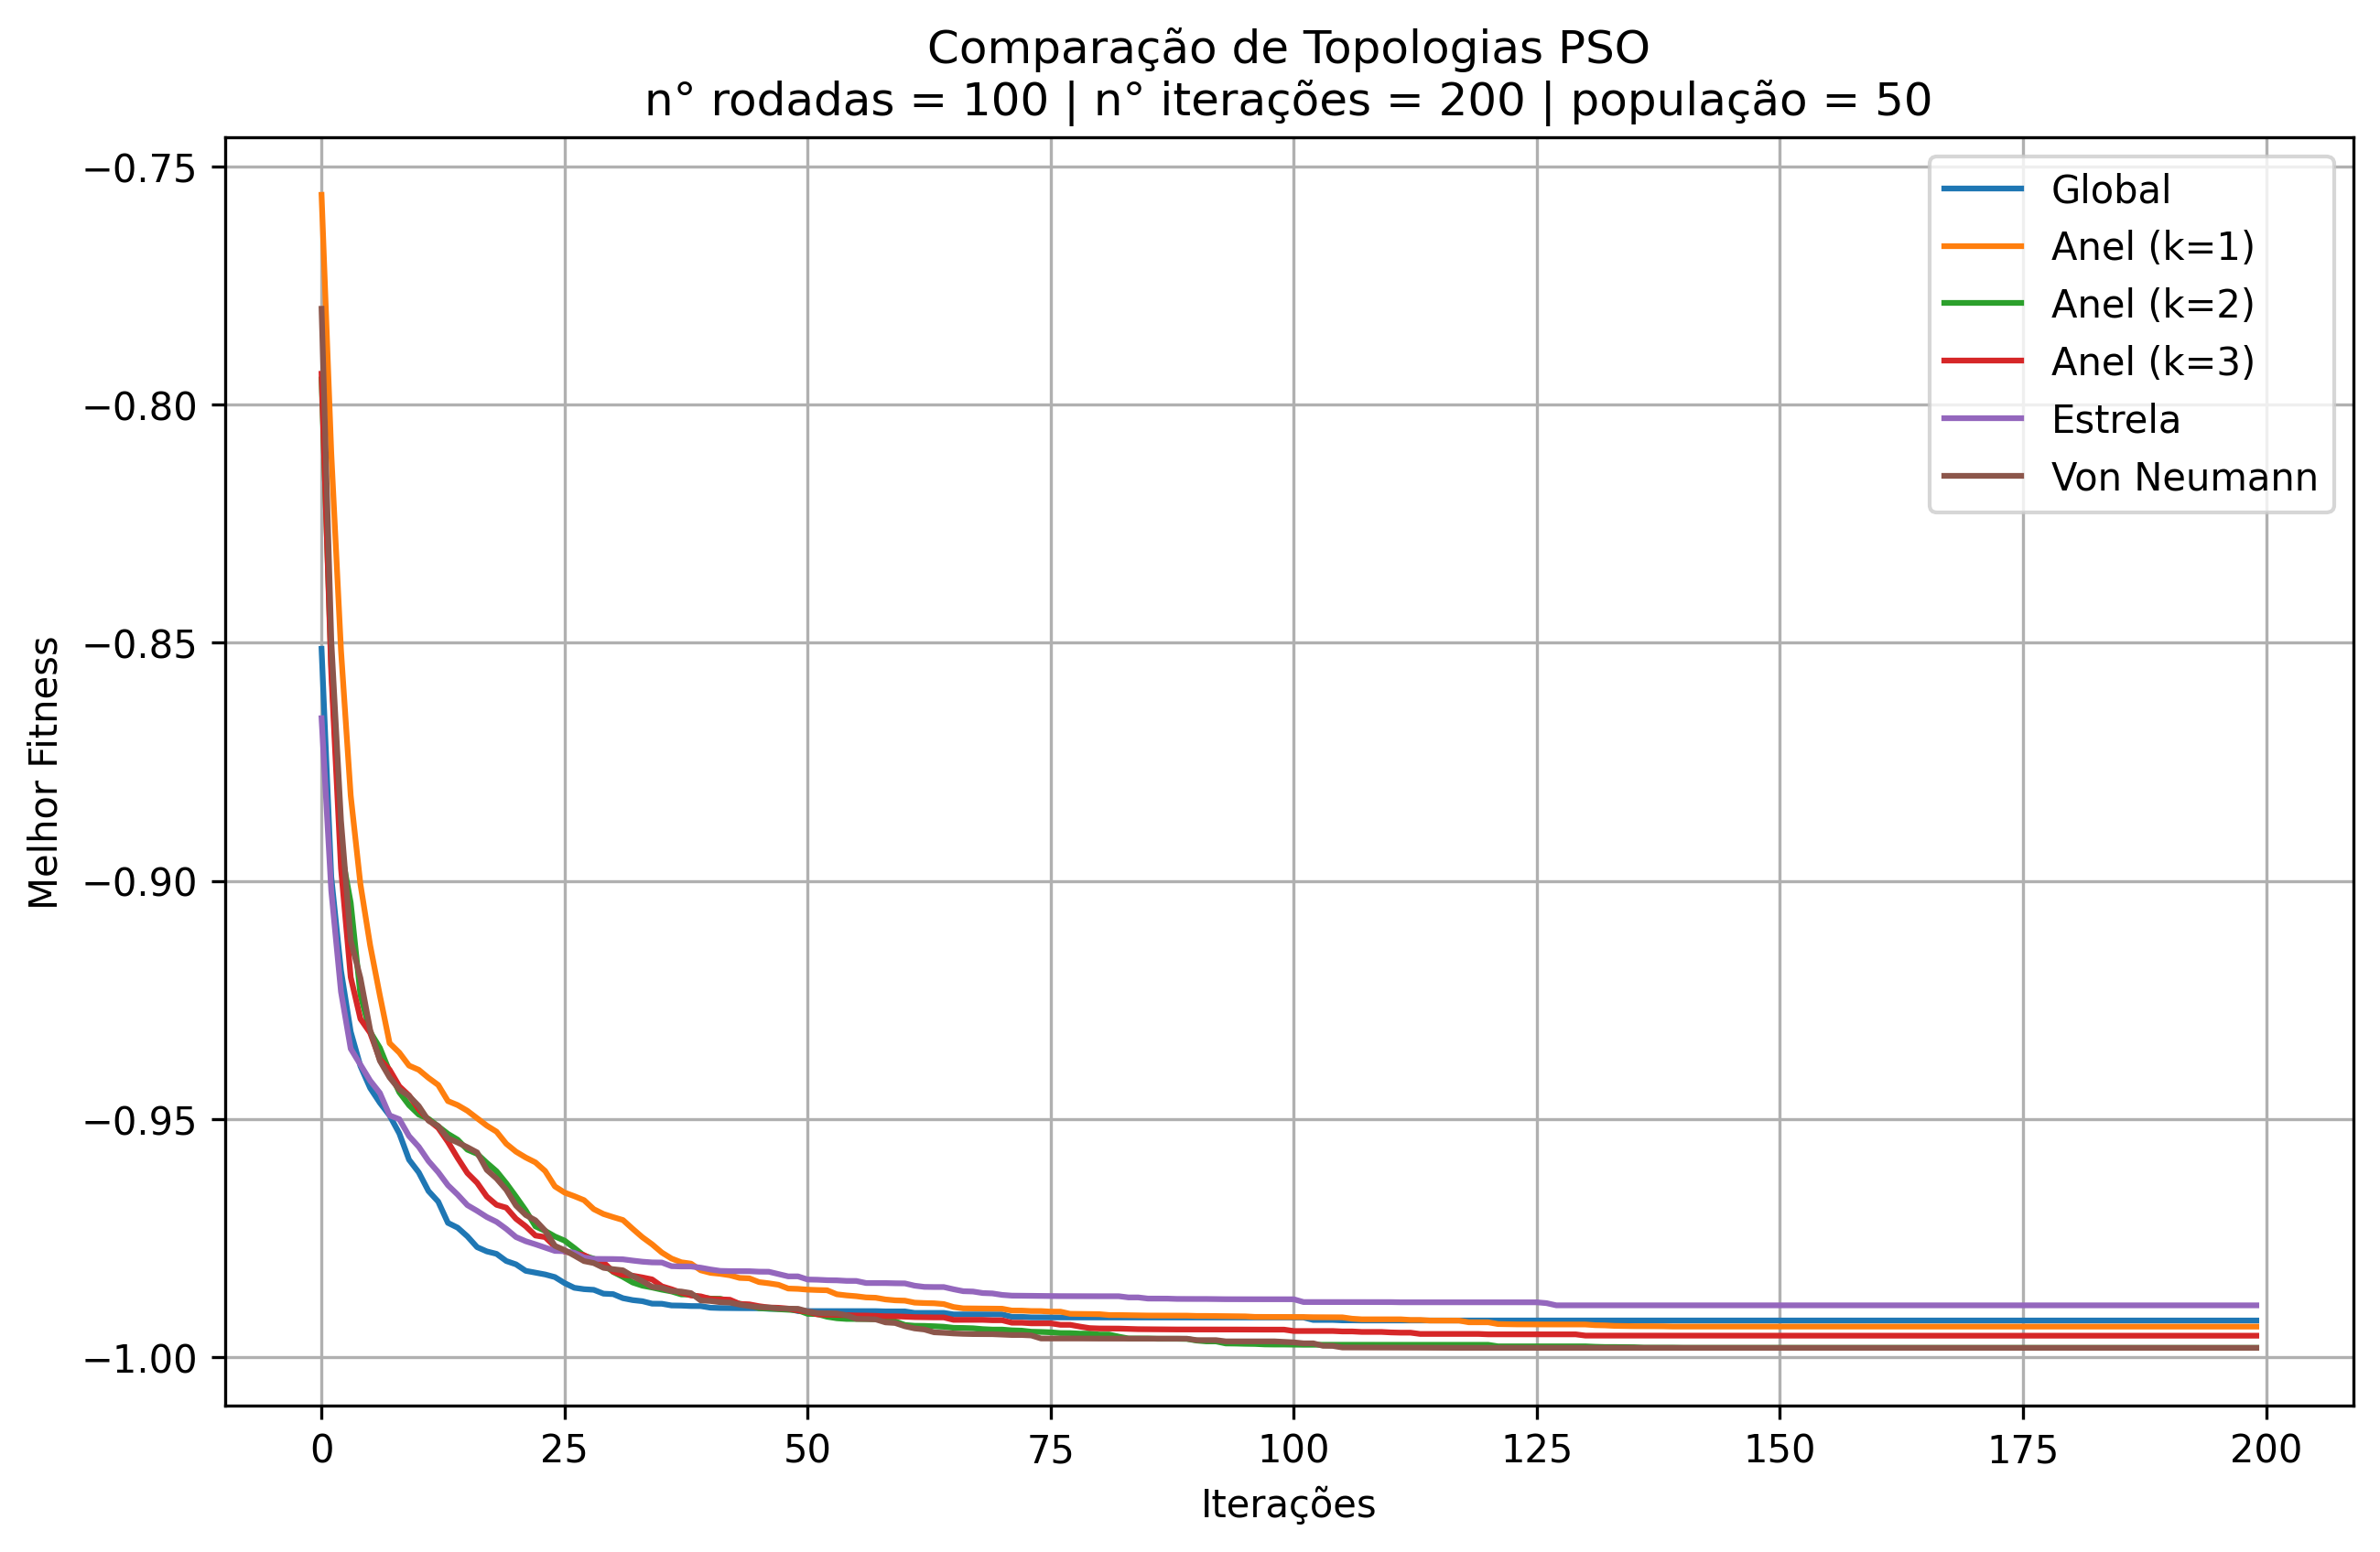 Comparação de Topologias PSO
n° rodadas = 100 | n° iterações = 200 | população = 50
Melhor Fitness
−0.75
−0.80
−0.85
−0.90
−0.95
−1.00
Global
Anel (k=1)
Anel (k=2)
Anel (k=3)
Estrela
Von Neumann
0 25 50 75 100 125 150 175 200
Iterações